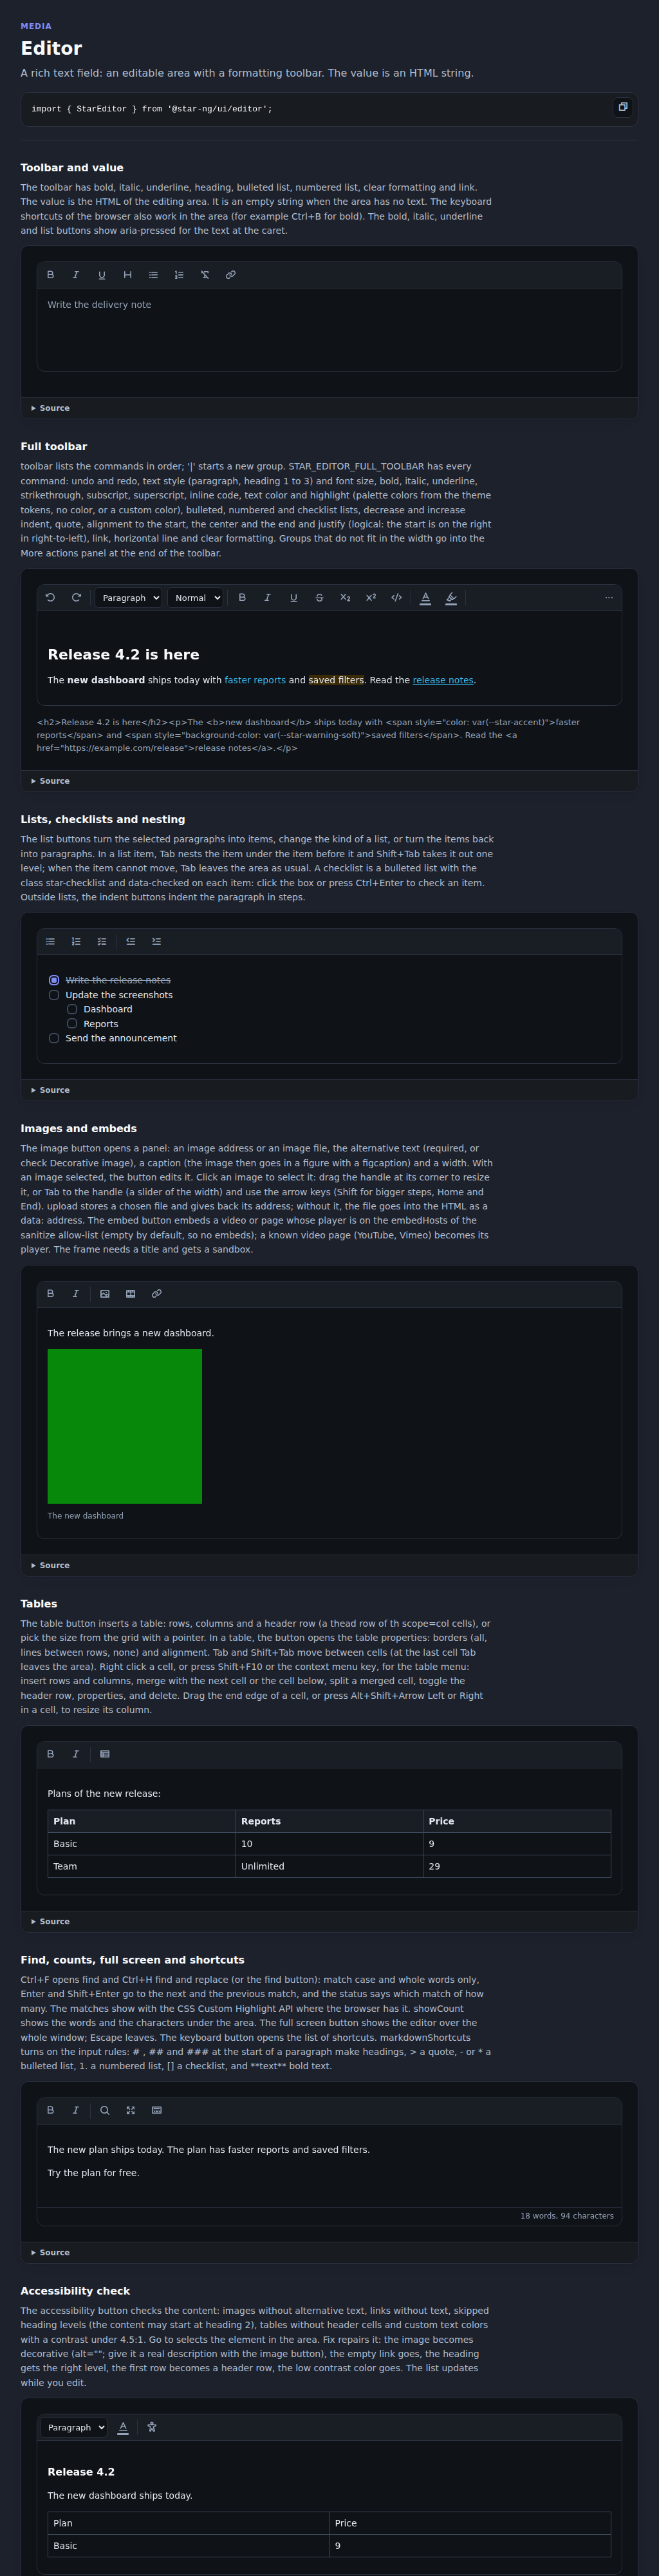 MEDIA
Editor
A rich text field: an editable area with a formatting toolbar. The value is an HTML string.
import { StarEditor } from '@star-ng/ui/editor';
Toolbar and value
The toolbar has bold, italic, underline, heading, bulleted list, numbered list, clear formatting and link.
The value is the HTML of the editing area. It is an empty string when the area has no text. The keyboard
shortcuts of the browser also work in the area (for example Ctrl+B for bold). The bold, italic, underline
and list buttons show aria-pressed for the text at the caret.
B I U H
Write the delivery note
Source
Full toolbar
toolbar lists the commands in order; '|' starts a new group. STAR_EDITOR_FULL_TOOLBAR has every
command: undo and redo, text style (paragraph, heading 1 to 3) and font size, bold, italic, underline,
strikethrough, subscript, superscript, inline code, text color and highlight (palette colors from the theme
tokens, no color, or a custom color), bulleted, numbered and checklist lists, decrease and increase
indent, quote, alignment to the start, the center and the end and justify (logical: the start is on the right
in right-to-left), link, horizontal line and clear formatting. Groups that do not fit in the width go into the
More actions panel at the end of the toolbar.
Paragraph Normal B I U S X2 X2 </> A
Release 4.2 is here
The new dashboard ships today with faster reports and saved filters. Read the release notes.
<h2>Release 4.2 is here</h2><p>The <b>new dashboard</b> ships today with <span style="color: var(--star-accent)">faster
reports</span> and <span style="background-color: var(--star-warning-soft)">saved filters</span>. Read the <a
href="https://example.com/release">release notes</a>.</p>
Source
Lists, checklists and nesting
The list buttons turn the selected paragraphs into items, change the kind of a list, or turn the items back
into paragraphs. In a list item, Tab nests the item under the item before it and Shift+Tab takes it out one
level; when the item cannot move, Tab leaves the area as usual. A checklist is a bulleted list with the
class star-checklist and data-checked on each item: click the box or press Ctrl+Enter to check an item.
Outside lists, the indent buttons indent the paragraph in steps.
Write the release notes
Update the screenshots
Dashboard
Reports
Send the announcement
Source
Images and embeds
The image button opens a panel: an image address or an image file, the alternative text (required, or
check Decorative image), a caption (the image then goes in a figure with a figcaption) and a width. With
an image selected, the button edits it. Click an image to select it: drag the handle at its corner to resize
it, or Tab to the handle (a slider of the width) and use the arrow keys (Shift for bigger steps, Home and
End). upload stores a chosen file and gives back its address; without it, the file goes into the HTML as a
data: address. The embed button embeds a video or page whose player is on the embedHosts of the
sanitize allow-list (empty by default, so no embeds); a known video page (YouTube, Vimeo) becomes its
player. The frame needs a title and gets a sandbox.
B I
The release brings a new dashboard.
The new dashboard
Source
Tables
The table button inserts a table: rows, columns and a header row (a thead row of th scope=col cells), or
pick the size from the grid with a pointer. In a table, the button opens the table properties: borders (all,
lines between rows, none) and alignment. Tab and Shift+Tab move between cells (at the last cell Tab
leaves the area). Right click a cell, or press Shift+F10 or the context menu key, for the table menu:
insert rows and columns, merge with the next cell or the cell below, split a merged cell, toggle the
header row, properties, and delete. Drag the end edge of a cell, or press Alt+Shift+Arrow Left or Right
in a cell, to resize its column.
B I
Plans of the new release:
Plan Reports Price
Basic 10 9
Team Unlimited 29
Source
Find, counts, full screen and shortcuts
Ctrl+F opens find and Ctrl+H find and replace (or the find button): match case and whole words only,
Enter and Shift+Enter go to the next and the previous match, and the status says which match of how
many. The matches show with the CSS Custom Highlight API where the browser has it. showCount
shows the words and the characters under the area. The full screen button shows the editor over the
whole window; Escape leaves. The keyboard button opens the list of shortcuts. markdownShortcuts
turns on the input rules: # , ## and ### at the start of a paragraph make headings, > a quote, - or * a
bulleted list, 1. a numbered list, [] a checklist, and **text** bold text.
B I
The new plan ships today. The plan has faster reports and saved filters.
Try the plan for free.
18 words, 94 characters
Source
Accessibility check
The accessibility button checks the content: images without alternative text, links without text, skipped
heading levels (the content may start at heading 2), tables without header cells and custom text colors
with a contrast under 4.5:1. Go to selects the element in the area. Fix repairs it: the image becomes
decorative (alt=""; give it a real description with the image button), the empty link goes, the heading
gets the right level, the first row becomes a header row, the low contrast color goes. The list updates
while you edit.
Paragraph A
Release 4.2
The new dashboard ships today.
Plan Price
Basic 9